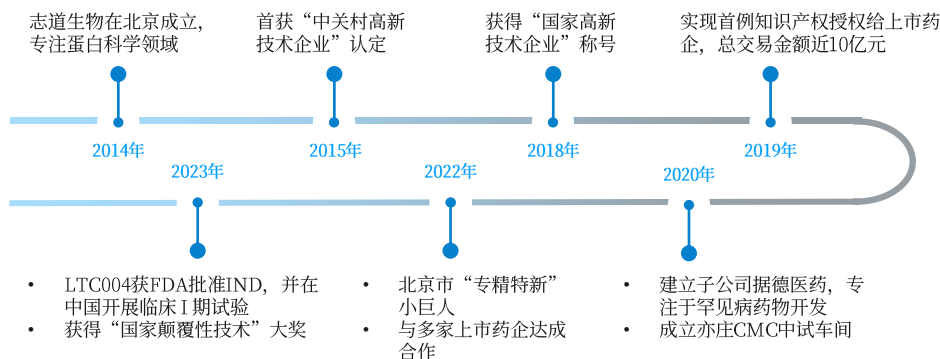 志道生物在北京成立，
专注蛋白科学领域
首获“中关村高新
技术企业”认定
获得“国家高新
技术企业”称号
实现首例知识产权授权给上市药
企，总交易金额近10亿元
2014年
2015年
2018年
2019年
2023年
2022年
2020年
• LTC004获FDA批准IND，并在
中国开展临床 I 期试验
• 获得“国家颠覆性技术”大奖
• 北京市“专精特新”
小巨人
• 与多家上市药企达成
合作
• 建立子公司据德医药，专
注于罕见病药物开发
• 成立亦庄CMC中试车间